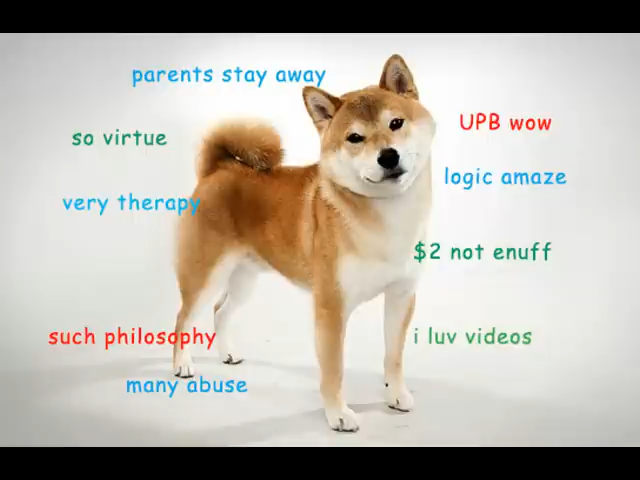 parents stay away
UPB wow
so virtue
logic amaze
very therapy
$2 not enuff
such philosophy
i luv videos
many abuse